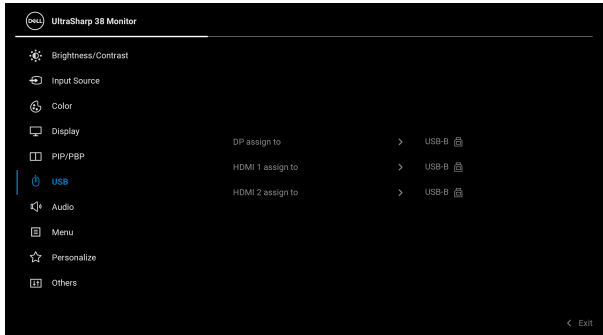 DELL UltraSharp 38 Monitor
Brightness/Contrast
Input Source
Color
Display
PIP/PBP
USB
Audio
Menu
Personalize
Others
DP assign to > USB-B
HDMI 1 assign to > USB-B
HDMI 2 assign to > USB-B
< Exit